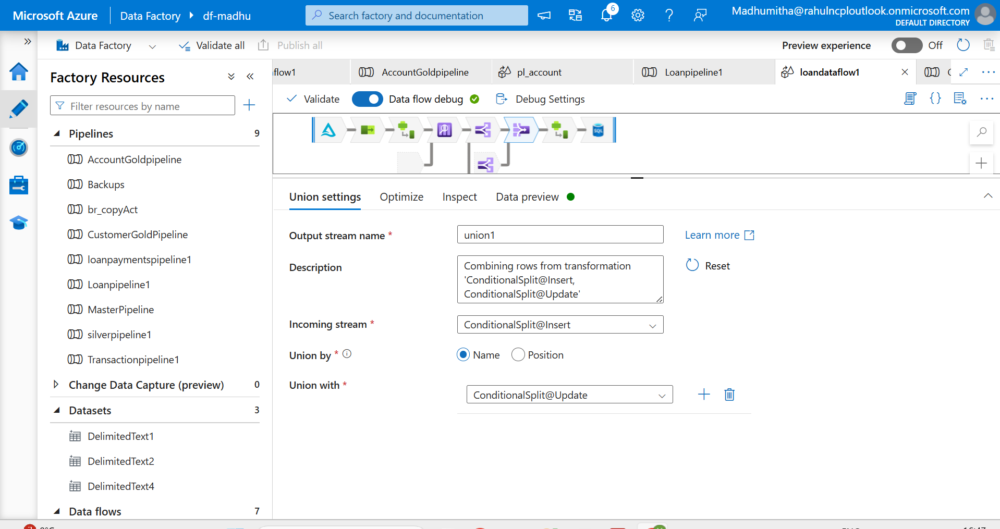 Microsoft Azure
Data Factory
df-madhu
Search factory and documentation
6
Madhumitha@rahulncploutlook.onmicrosoft.com
DEFAULT DIRECTORY
Data Factory
Validate all
Publish all
Preview experience
Off
Factory Resources
Filter resources by name
Pipelines
9
AccountGoldpipeline
Backups
br_copyAct
CustomerGoldPipeline
loanpaymentspipeline1
Loanpipeline1
MasterPipeline
silverpipeline1
Transactionpipeline1
Change Data Capture (preview)
0
Datasets
3
DelimitedText1
DelimitedText2
DelimitedText4
Data flows
7
flow1
AccountGoldpipeline
pl_account
Loanpipeline1
loandataflow1
Validate
Data flow debug
Debug Settings
SQL
Union settings
Optimize
Inspect
Data preview
Output stream name *
union1
Learn more
Description
Combining rows from transformation
'ConditionalSplit@Insert,
ConditionalSplit@Update'
Reset
Incoming stream *
ConditionalSplit@Insert
Union by *
Name
Position
Union with *
ConditionalSplit@Update